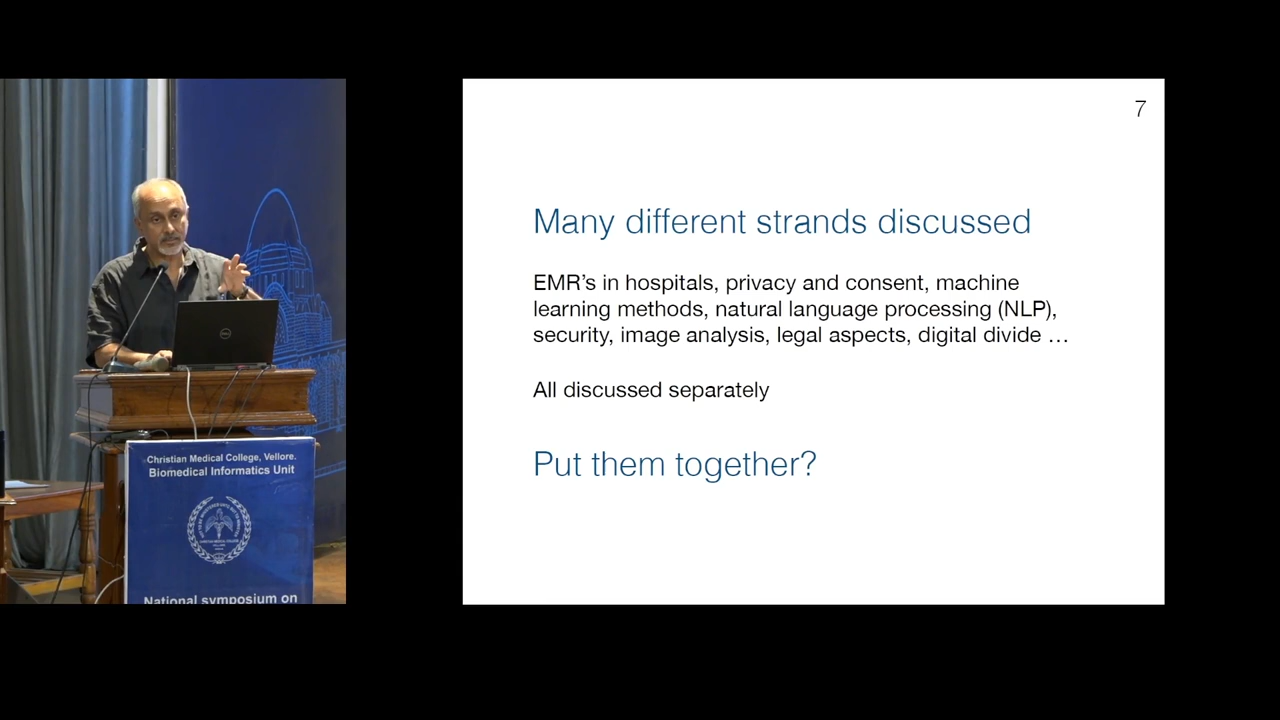 7
Many different strands discussed
EMR’s in hospitals, privacy and consent, machine
learning methods, natural language processing (NLP),
security, image analysis, legal aspects, digital divide …
All discussed separately
Put them together?
DELL
Christian Medical College, Vellore.
Biomedical Informatics Unit
National symposium on